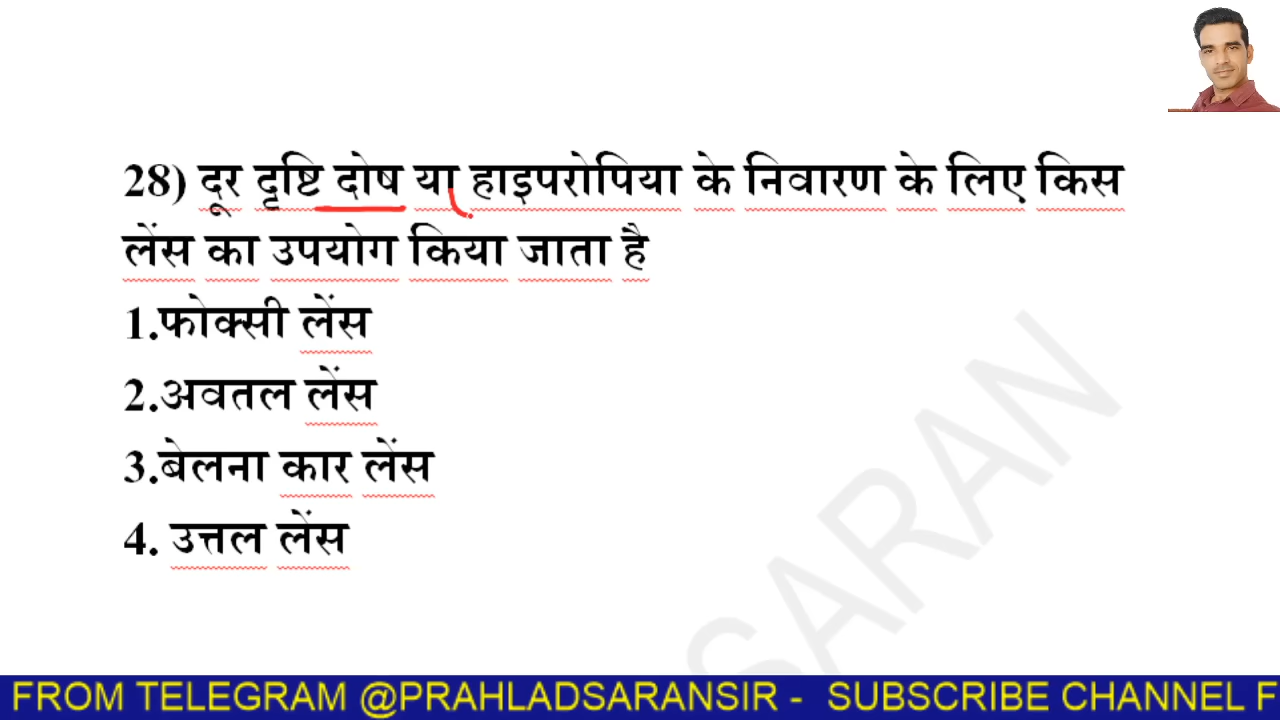 28) दूर दृष्टि दोष या हाइपरोपिया के निवारण के लिए किस
लेंस का उपयोग किया जाता है
1.फोक्सी लेंस
2.अवतल लेंस
3.बेलना कार लेंस
4. उत्तल लेंस
SARAN
FROM TELEGRAM @PRAHLADSARANSIR - SUBSCRIBE CHANNEL F